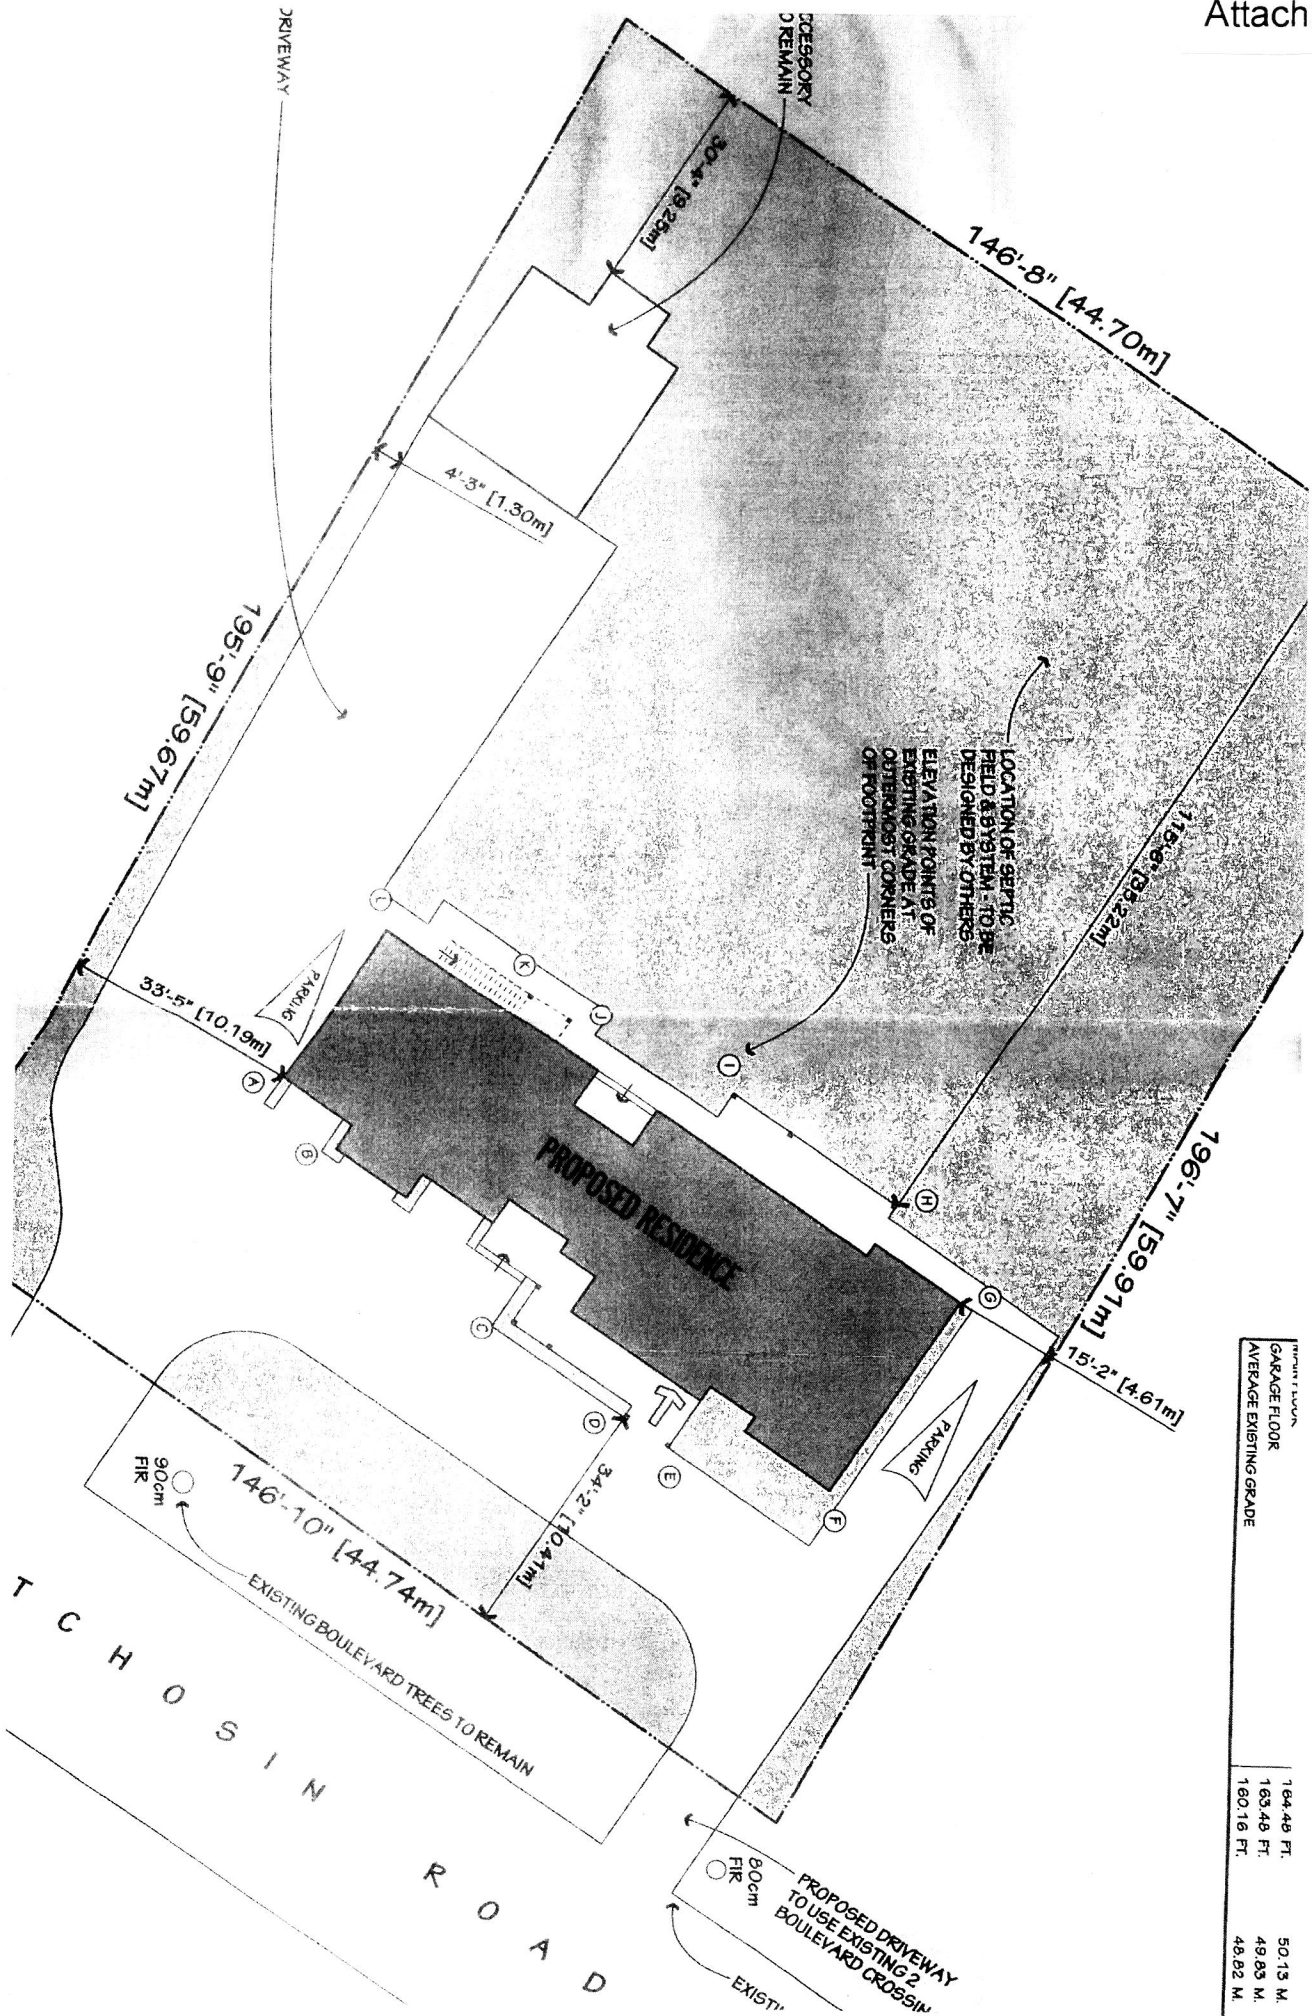 Attach
DRIVEWAY
CCESSORY
O REMAIN
30'-4" [9.25m]
146'-8" [44.70m]
4'-3" [1.30m]
195'-9" [59.67m]
LOCATION OF SEPTIC
FIELD & SYSTEM - TO BE
DESIGNED BY OTHERS
ELEVATION POINTS OF
EXISTING GRADE AT
OUTERMOST CORNERS
OF FOOTPRINT
115'-6" [35.22m]
196'-7" [59.91m]
L
K
J
I
H
G
PARKING
33'-5" [10.19m]
A
B
PROPOSED RESIDENCE
C
D
E
F
PARKING
15'-2" [4.61m]
34'-2" [10.41m]
90cm
FIR
146'-10" [44.74m]
EXISTING BOULEVARD TREES TO REMAIN
T C H O S I N R O A D
80cm
FIR
PROPOSED DRIVEWAY
TO USE EXISTING 2
BOULEVARD CROSSIN
EXISTI
MAIN FLOOR 164.48 FT. 50.13 M.
GARAGE FLOOR 163.48 FT. 49.83 M.
AVERAGE EXISTING GRADE 160.16 FT. 48.82 M.